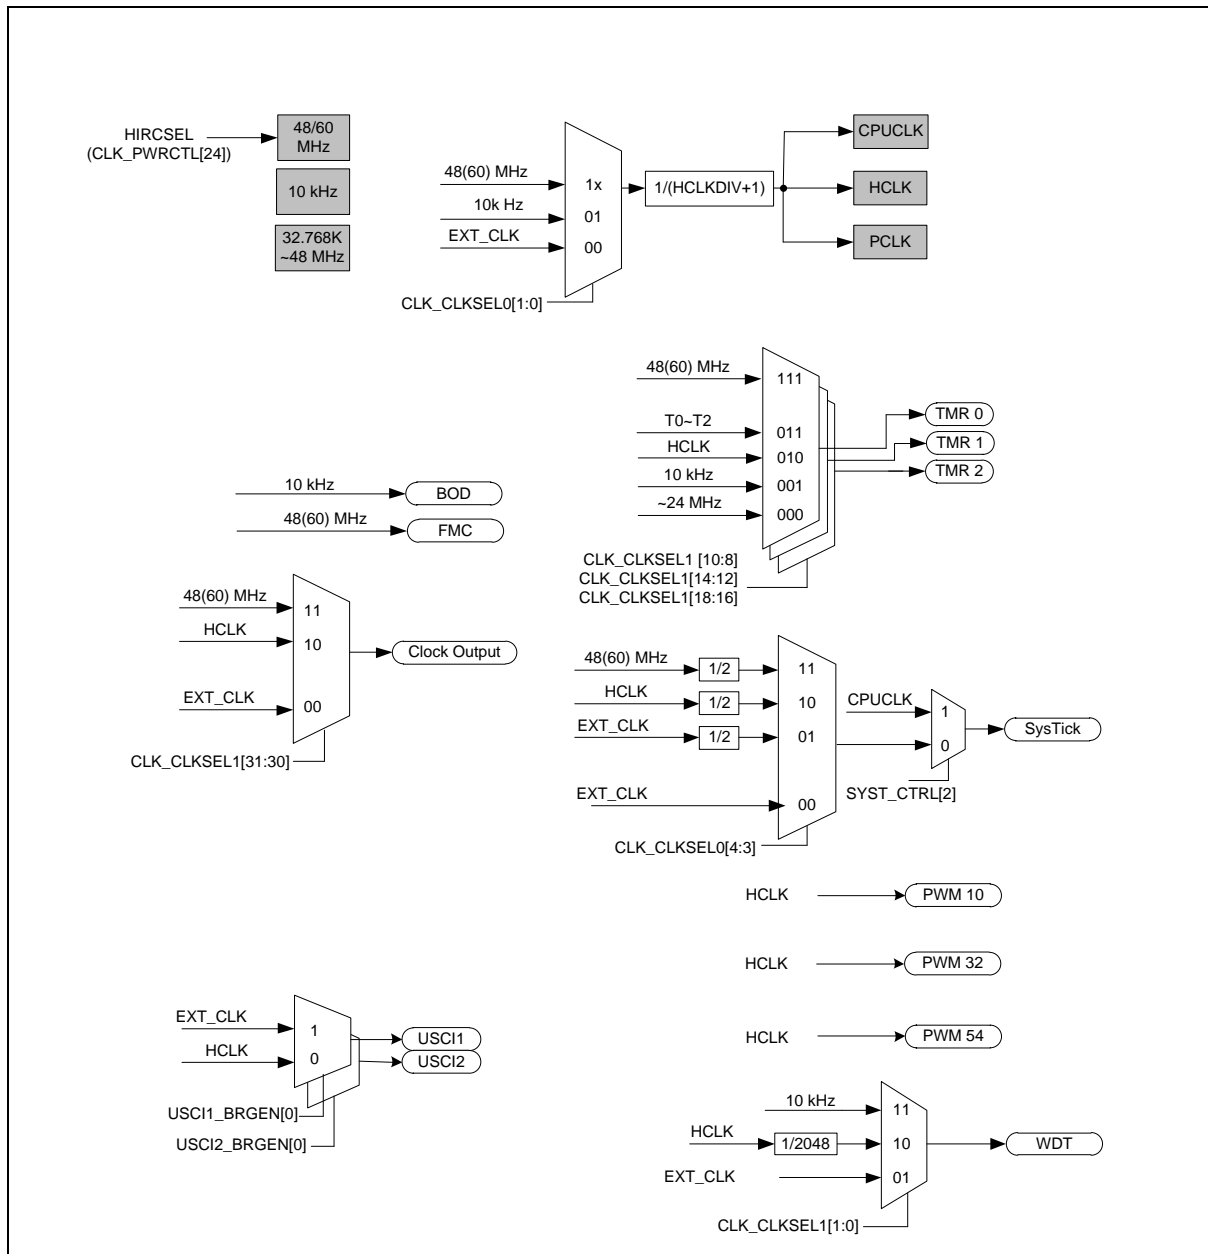 HIRCSEL
(CLK_PWRCTL[24])
48/60
MHz
10 kHz
32.768K
~48 MHz
48(60) MHz
10k Hz
EXT_CLK
1x
01
00
CLK_CLKSEL0[1:0]
1/(HCLKDIV+1)
CPUCLK
HCLK
PCLK
48(60) MHz
T0~T2
HCLK
10 kHz
~24 MHz
111
011
010
001
000
TMR 0
TMR 1
TMR 2
CLK_CLKSEL1 [10:8]
CLK_CLKSEL1[14:12]
CLK_CLKSEL1[18:16]
10 kHz
BOD
48(60) MHz
FMC
48(60) MHz
HCLK
EXT_CLK
11
10
00
Clock Output
CLK_CLKSEL1[31:30]
48(60) MHz
1/2
HCLK
1/2
EXT_CLK
1/2
EXT_CLK
11
10
01
00
CLK_CLKSEL0[4:3]
CPUCLK
1
0
SYST_CTRL[2]
SysTick
HCLK
PWM 10
HCLK
PWM 32
HCLK
PWM 54
EXT_CLK
HCLK
1
0
USCI1
USCI2
USCI1_BRGEN[0]
USCI2_BRGEN[0]
10 kHz
HCLK
1/2048
EXT_CLK
11
10
01
WDT
CLK_CLKSEL1[1:0]